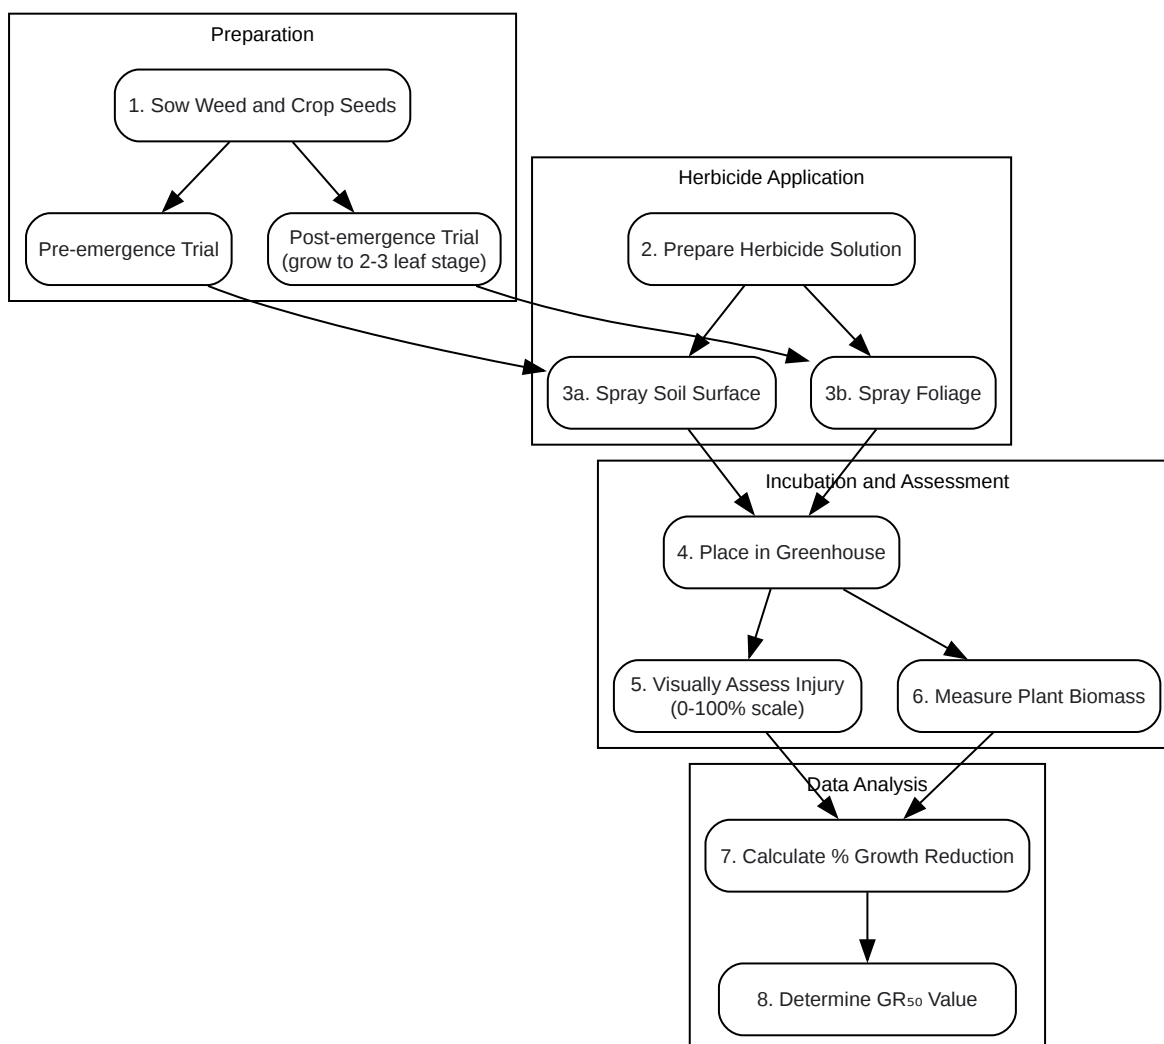 Preparation
1. Sow Weed and Crop Seeds
Pre-emergence Trial
Post-emergence Trial
(grow to 2-3 leaf stage)
Herbicide Application
2. Prepare Herbicide Solution
3a. Spray Soil Surface
3b. Spray Foliage
Incubation and Assessment
4. Place in Greenhouse
5. Visually Assess Injury
(0-100% scale)
6. Measure Plant Biomass
Data Analysis
7. Calculate % Growth Reduction
8. Determine GR₅₀ Value